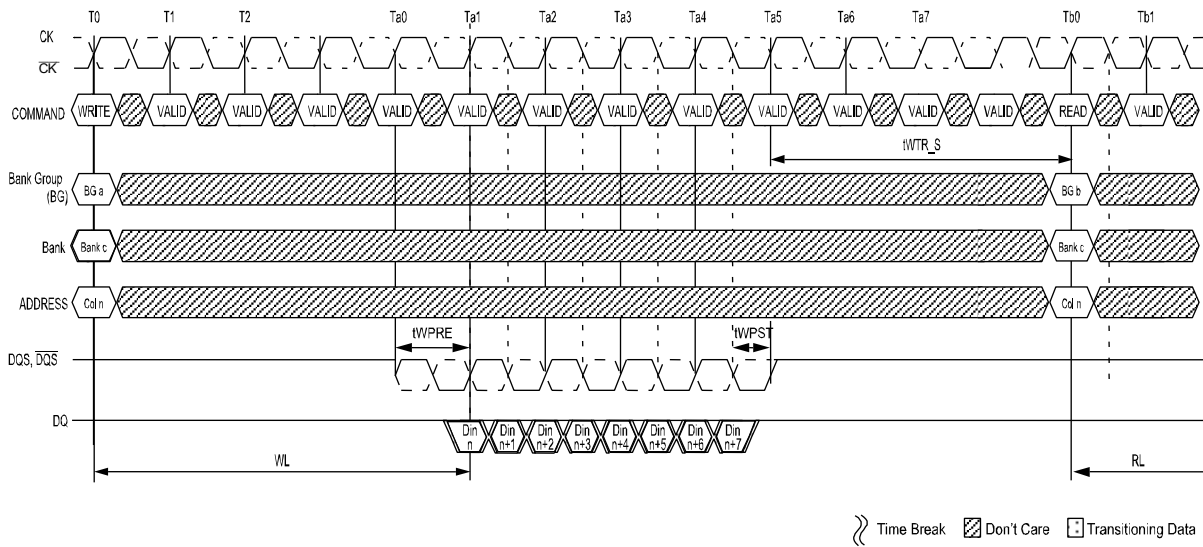 T0 T1 T2 Ta0 Ta1 Ta2 Ta3 Ta4 Ta5 Ta6 Ta7 Tb0 Tb1
CK
CK
COMMAND WRITE VALID VALID VALID VALID VALID VALID VALID VALID VALID VALID VALID VALID READ VALID
tWTR_S
Bank Group
(BG) BG a BG b
Bank Bank c Bank c
ADDRESS Col n Col n
tWPRE tWPST
DQS, DQS
DQ Din n Din n+1 Din n+2 Din n+3 Din n+4 Din n+5 Din n+6 Din n+7
WL RL
Time Break Don't Care Transitioning Data